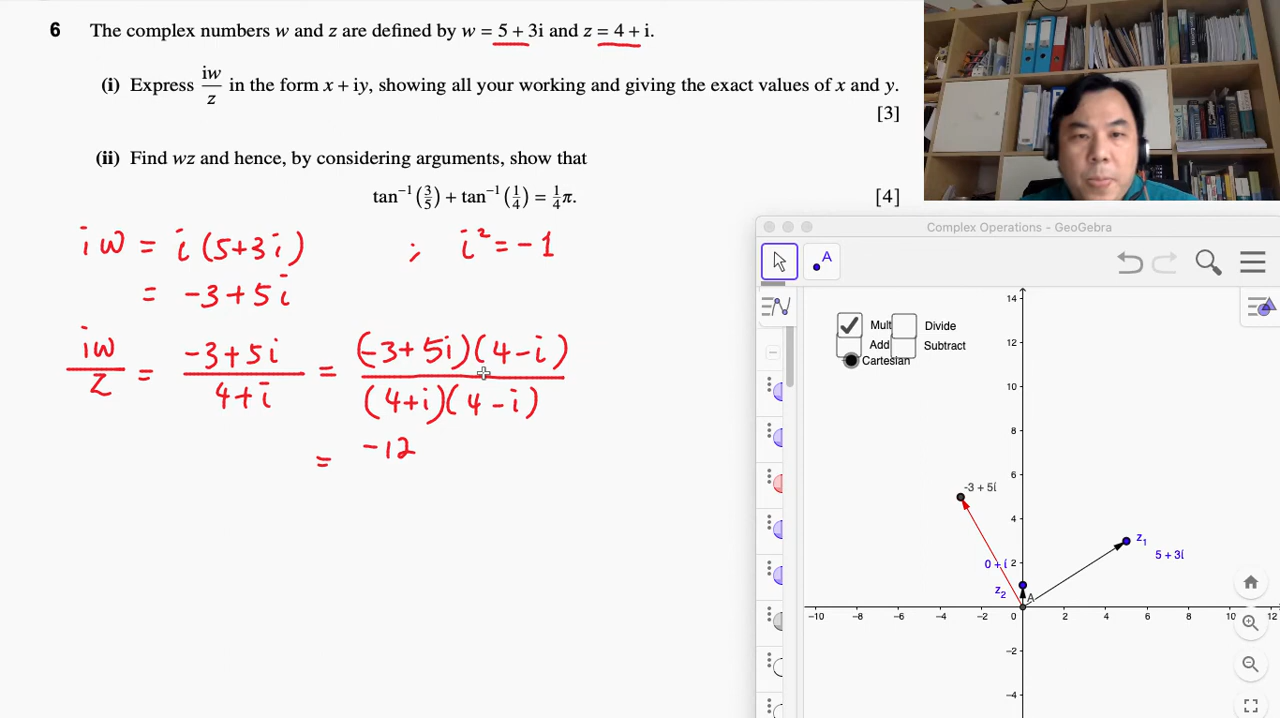 6 The complex numbers w and z are defined by w = 5 + 3i and z = 4 + i.
(i) Express iw/z in the form x + iy, showing all your working and giving the exact values of x and y.
[3]
(ii) Find wz and hence, by considering arguments, show that
tan⁻¹(3/5) + tan⁻¹(1/4) = 1/4 π.
[4]
iw = i(5+3i) ; i² = -1
= -3+5i
iw/z = -3+5i/4+i = (-3+5i)(4-i)/(4+i)(4-i)
= -12
Complex Operations - GeoGebra
A
Mult Divide
Add Subtract
Cartesian
14
12
10
8
6
-3 + 5í
4
z₁
5 + 3í
0 + í 2
z₂ A
-10 -8 -6 -4 -2 0 2 4 6 8 10 12
-2
-4